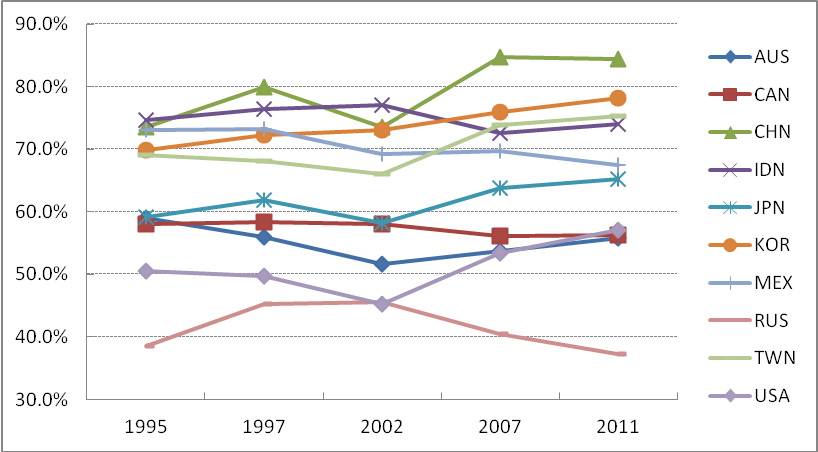 90.0%
80.0%
70.0%
60.0%
50.0%
40.0%
30.0%
1995 1997 2002 2007 2011
AUS
CAN
CHN
IDN
JPN
KOR
MEX
RUS
TWN
USA